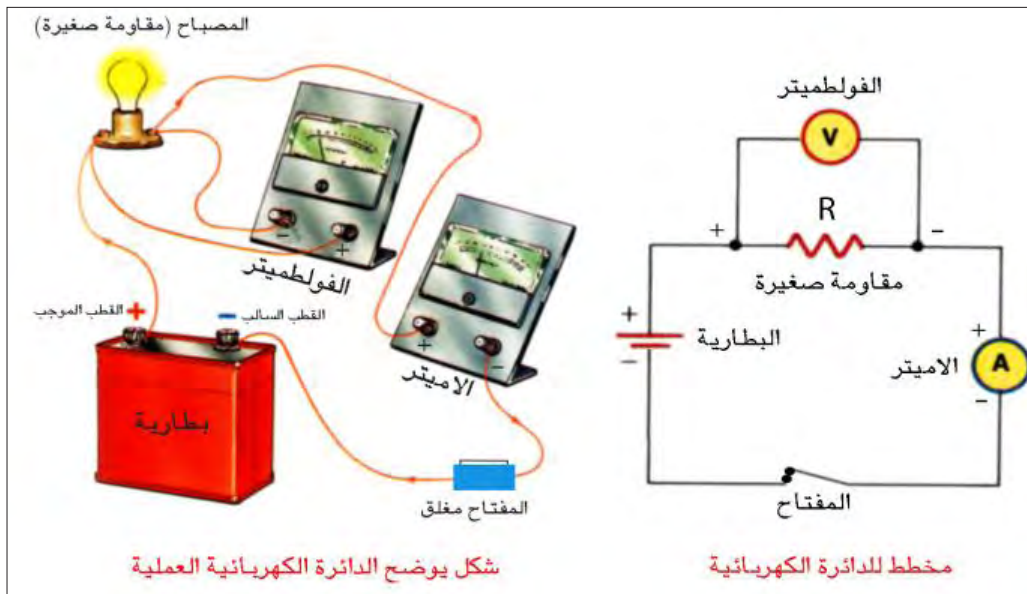 المصباح (مقاومة صغيرة)
الفولطميتر
V
R
+
−
مقاومة صغيرة
+
البطارية
−
+
A
الاميتر
−
المفتاح
مخطط للدائرة الكهربائية
−
+
الفولطميتر
+
−
الاميتر
القطب الموجب +
القطب السالب −
بطارية
المفتاح مغلق
شكل يوضح الدائرة الكهربائية العملية